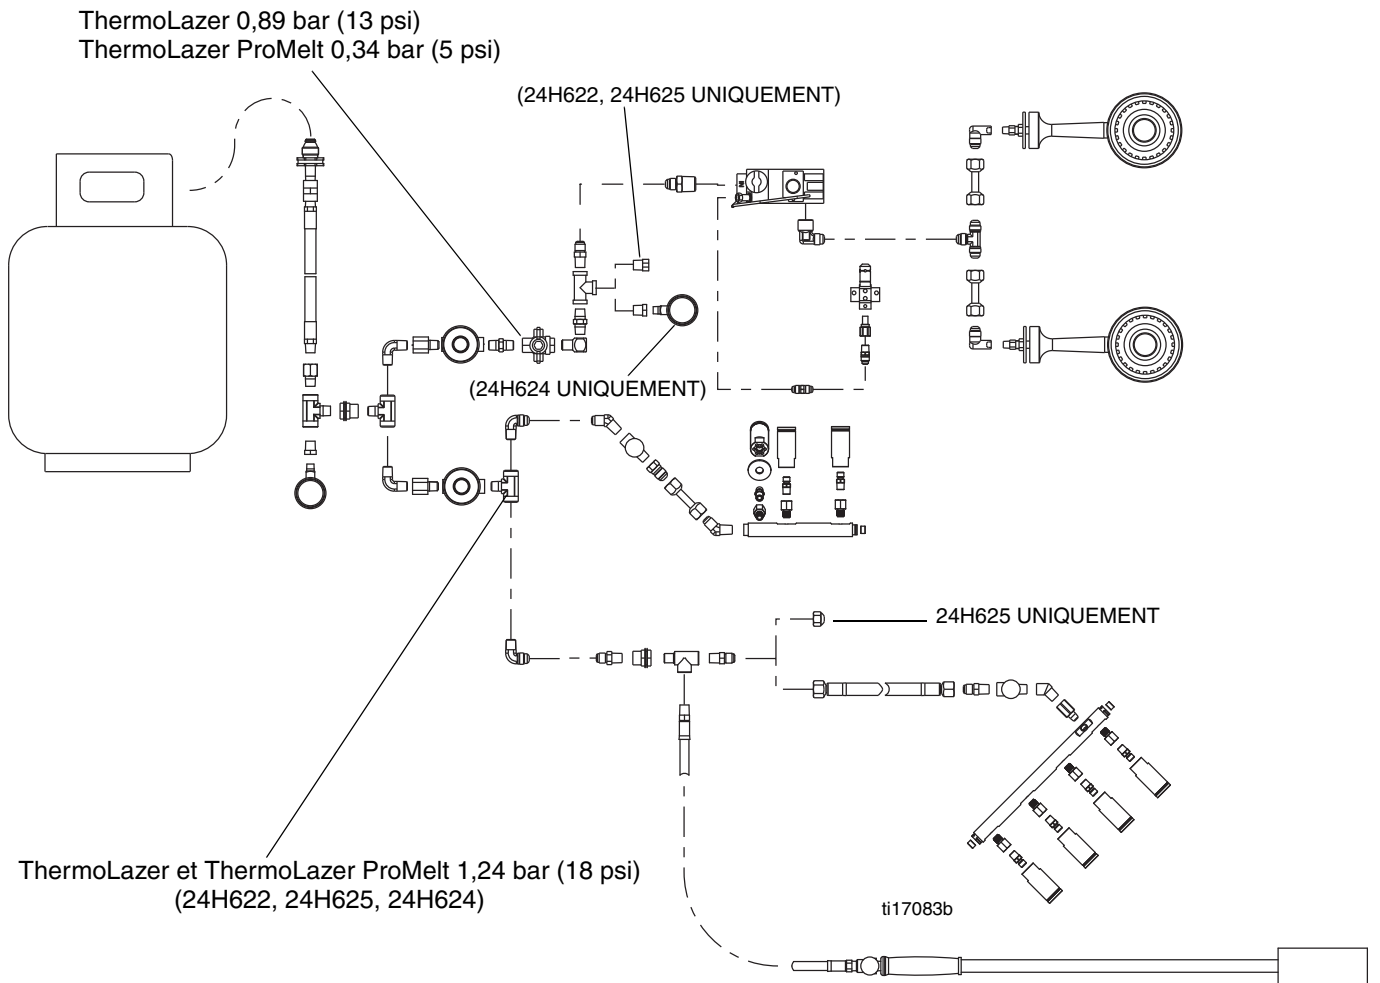 ThermoLazer 0,89 bar (13 psi)
ThermoLazer ProMelt 0,34 bar (5 psi)
(24H622, 24H625 UNIQUEMENT)
(24H624 UNIQUEMENT)
24H625 UNIQUEMENT
ThermoLazer et ThermoLazer ProMelt 1,24 bar (18 psi)
(24H622, 24H625, 24H624)
ti17083b